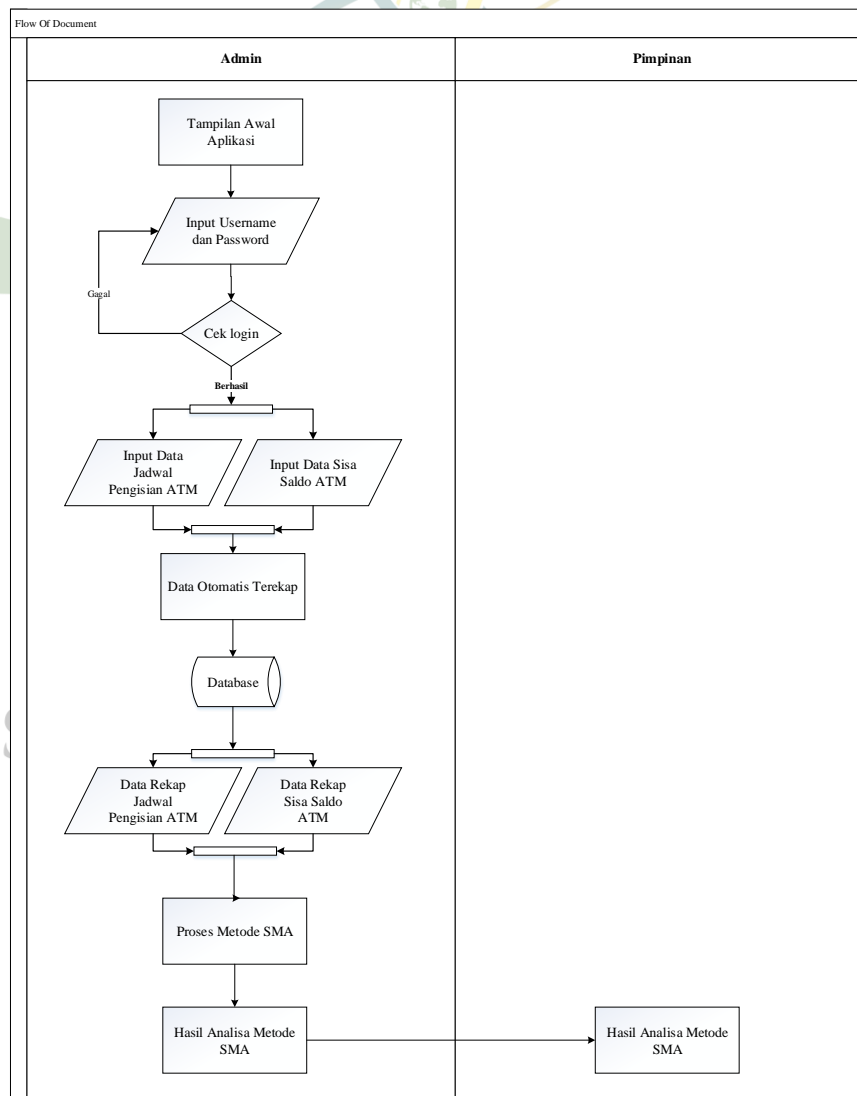 Flow Of Document
Admin
Pimpinan
Tampilan Awal
Aplikasi
Input Username
dan Password
Gagal
Cek login
Berhasil
Input Data
Jadwal
Pengisian ATM
Input Data Sisa
Saldo ATM
Data Otomatis Terekap
Database
Data Rekap
Jadwal
Pengisian ATM
Data Rekap
Sisa Saldo
ATM
Proses Metode SMA
Hasil Analisa Metode
SMA
Hasil Analisa Metode
SMA